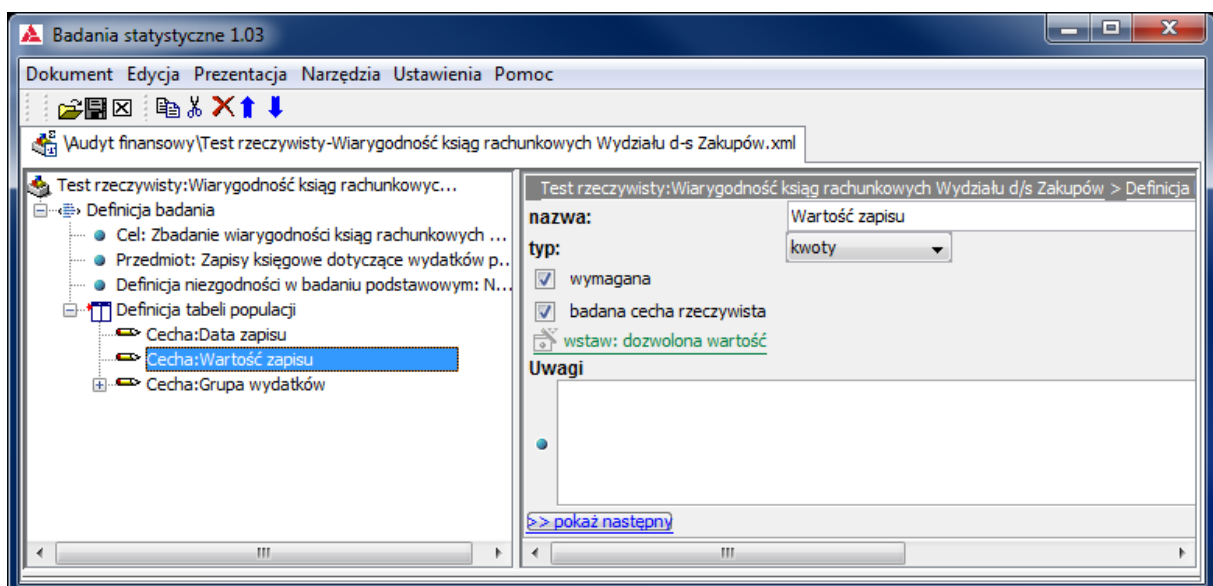 Badania statystyczne 1.03
Dokument Edycja Prezentacja Narzędzia Ustawienia Pomoc
\Audyt finansowy\Test rzeczywisty-Wiarygodność ksiąg rachunkowych Wydziału d-s Zakupów.xml
Test rzeczywisty:Wiarygodność ksiąg rachunkowyc...
Definicja badania
Cel: Zbadanie wiarygodności ksiąg rachunkowych ...
Przedmiot: Zapisy księgowe dotyczące wydatków p...
Definicja niezgodności w badaniu podstawowym: N...
Definicja tabeli populacji
Cecha:Data zapisu
Cecha:Wartość zapisu
Cecha:Grupa wydatków
Test rzeczywisty:Wiarygodność ksiąg rachunkowych Wydziału d/s Zakupów > Definicja
nazwa: Wartość zapisu
typ: kwoty
wymagana
badana cecha rzeczywista
wstaw: dozwolona wartość
Uwagi
>> pokaż następny